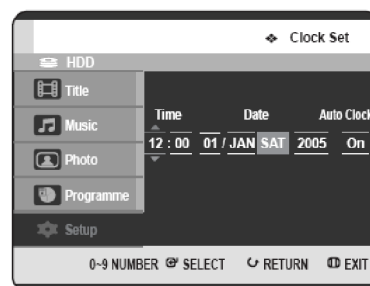 Clock Set
HDD
Title
Music
Photo
Programme
Setup
Time Date Auto Clock
12 : 00 01 / JAN SAT 2005 On
0~9 NUMBER SELECT RETURN EXIT